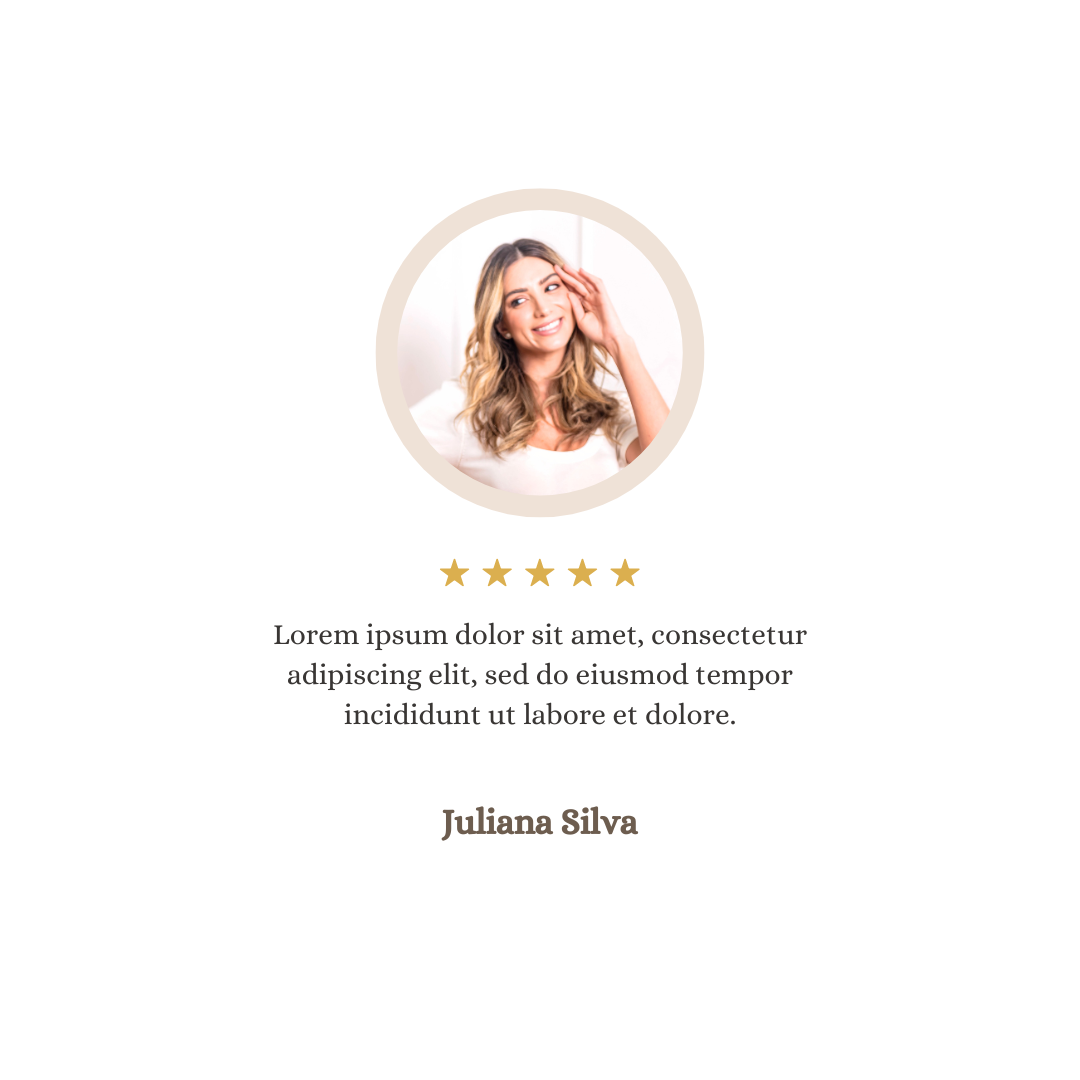 Lorem ipsum dolor sit amet, consectetur
adipiscing elit, sed do eiusmod tempor
incididunt ut labore et dolore.
Juliana Silva